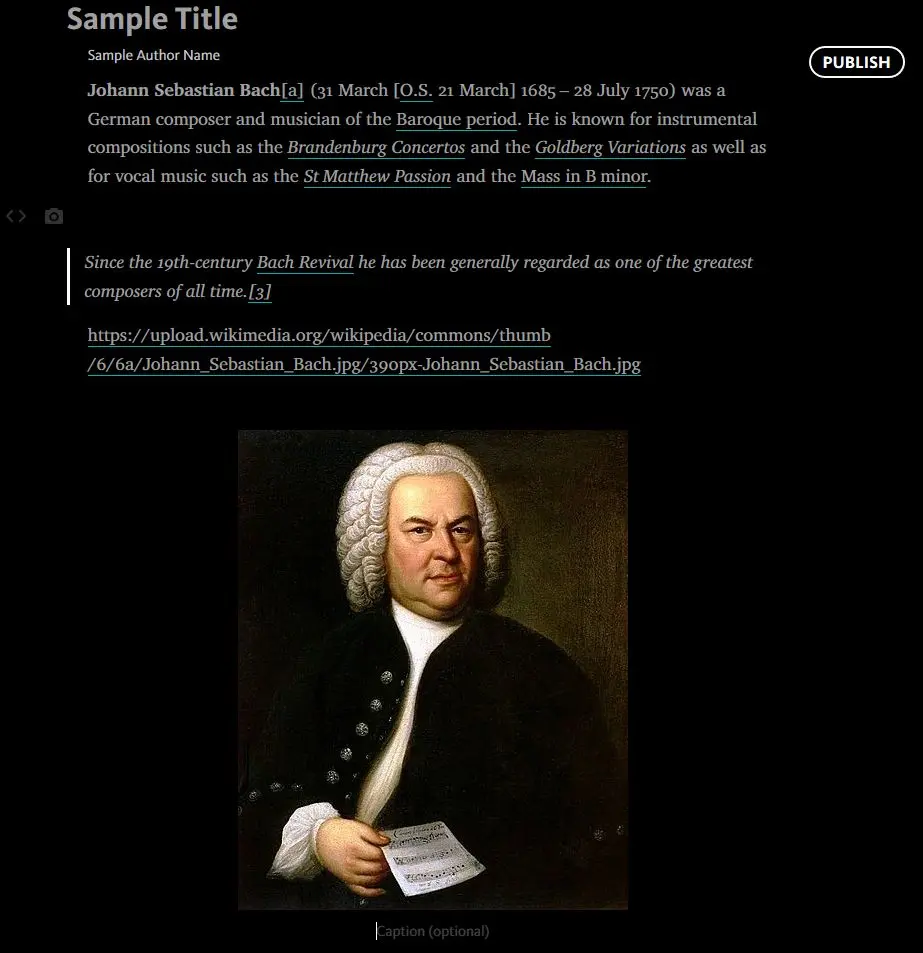 Sample Title
Sample Author Name
PUBLISH
Johann Sebastian Bach[a] (31 March [O.S. 21 March] 1685 – 28 July 1750) was a
German composer and musician of the Baroque period. He is known for instrumental
compositions such as the Brandenburg Concertos and the Goldberg Variations as well as
for vocal music such as the St Matthew Passion and the Mass in B minor.
Since the 19th-century Bach Revival he has been generally regarded as one of the greatest
composers of all time.[3]
https://upload.wikimedia.org/wikipedia/commons/thumb
/6/6a/Johann_Sebastian_Bach.jpg/390px-Johann_Sebastian_Bach.jpg
Caption (optional)